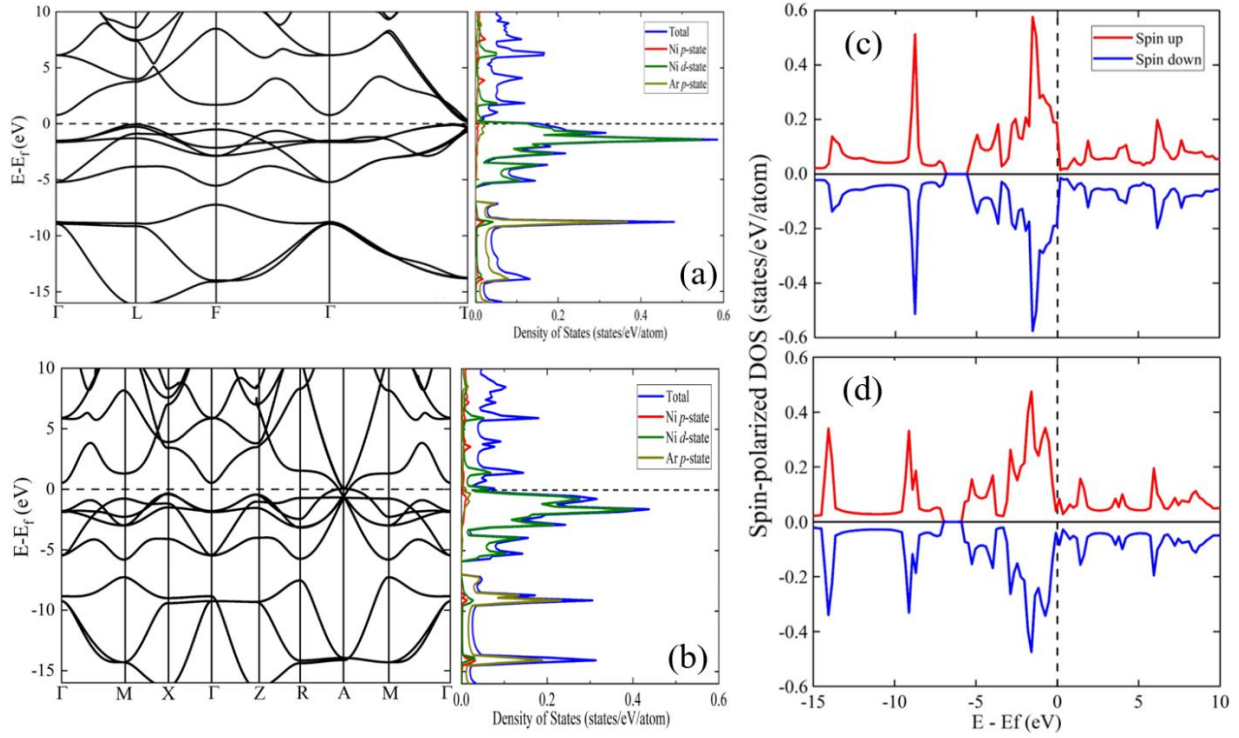 10
5
0
-5
-10
-15
E-E_f (eV)
Γ L F Γ T
Total
Ni p-state
Ni d-state
Ar p-state
(a)
0.0 0.2 0.4 0.6
Density of States (states/eV/atom)
10
5
0
-5
-10
-15
E-E_f (eV)
Γ M X Γ Z R A M Γ
Total
Ni p-state
Ni d-state
Ar p-state
(b)
0.0 0.2 0.4 0.6
Density of States (states/eV/atom)
Spin-polarized DOS (states/eV/atom)
0.6
0.4
0.2
0.0
-0.2
-0.4
-0.6
(c)
Spin up
Spin down
0.4
0.2
0.0
-0.2
-0.4
-0.6
(d)
-15 -10 -5 0 5 10
E - Ef (eV)